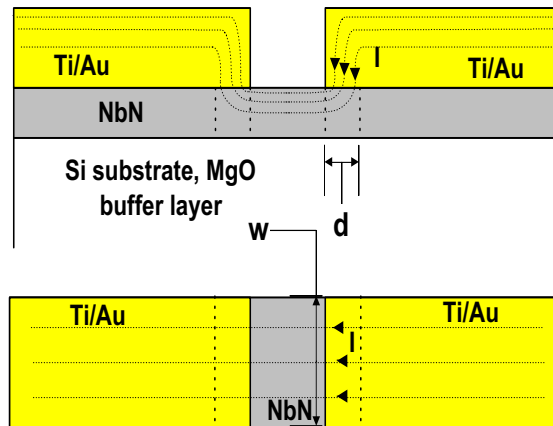 Ti/Au
I
Ti/Au
NbN
Si substrate, MgO
buffer layer
d
w
Ti/Au
Ti/Au
I
NbN